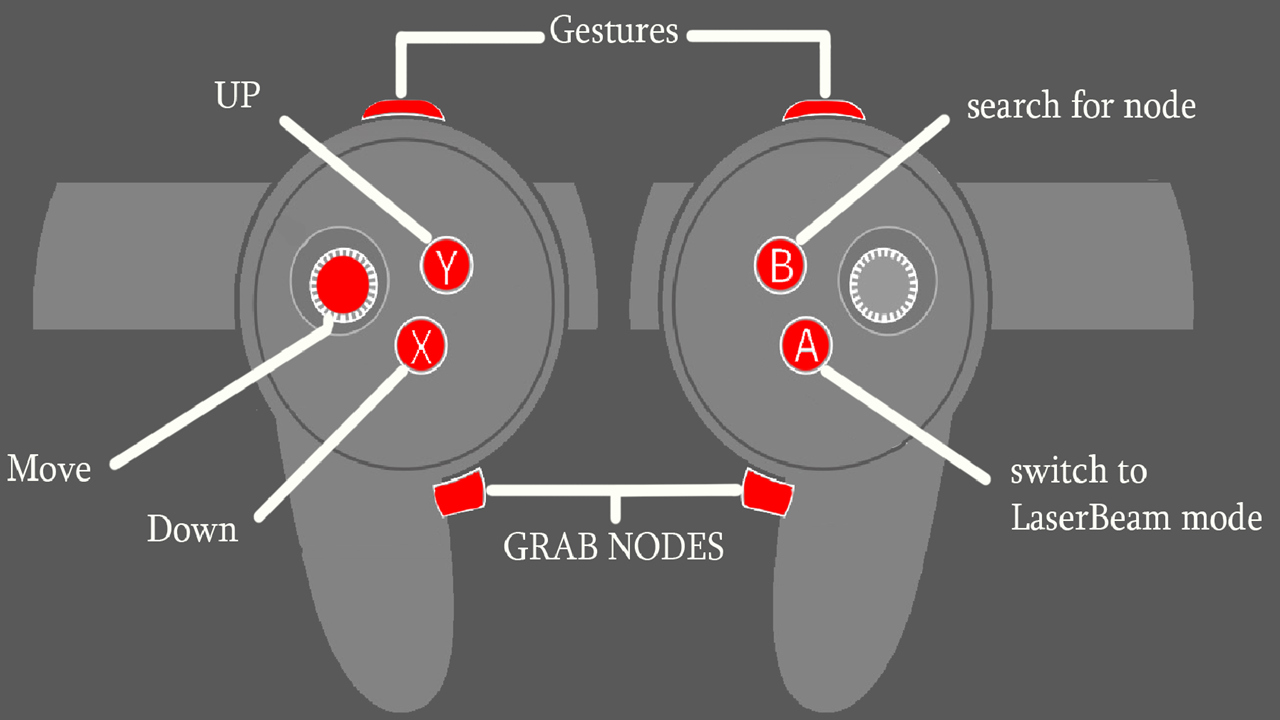 Gestures
UP
search for node
Y
B
X
A
Move
switch to
LaserBeam mode
Down
GRAB NODES